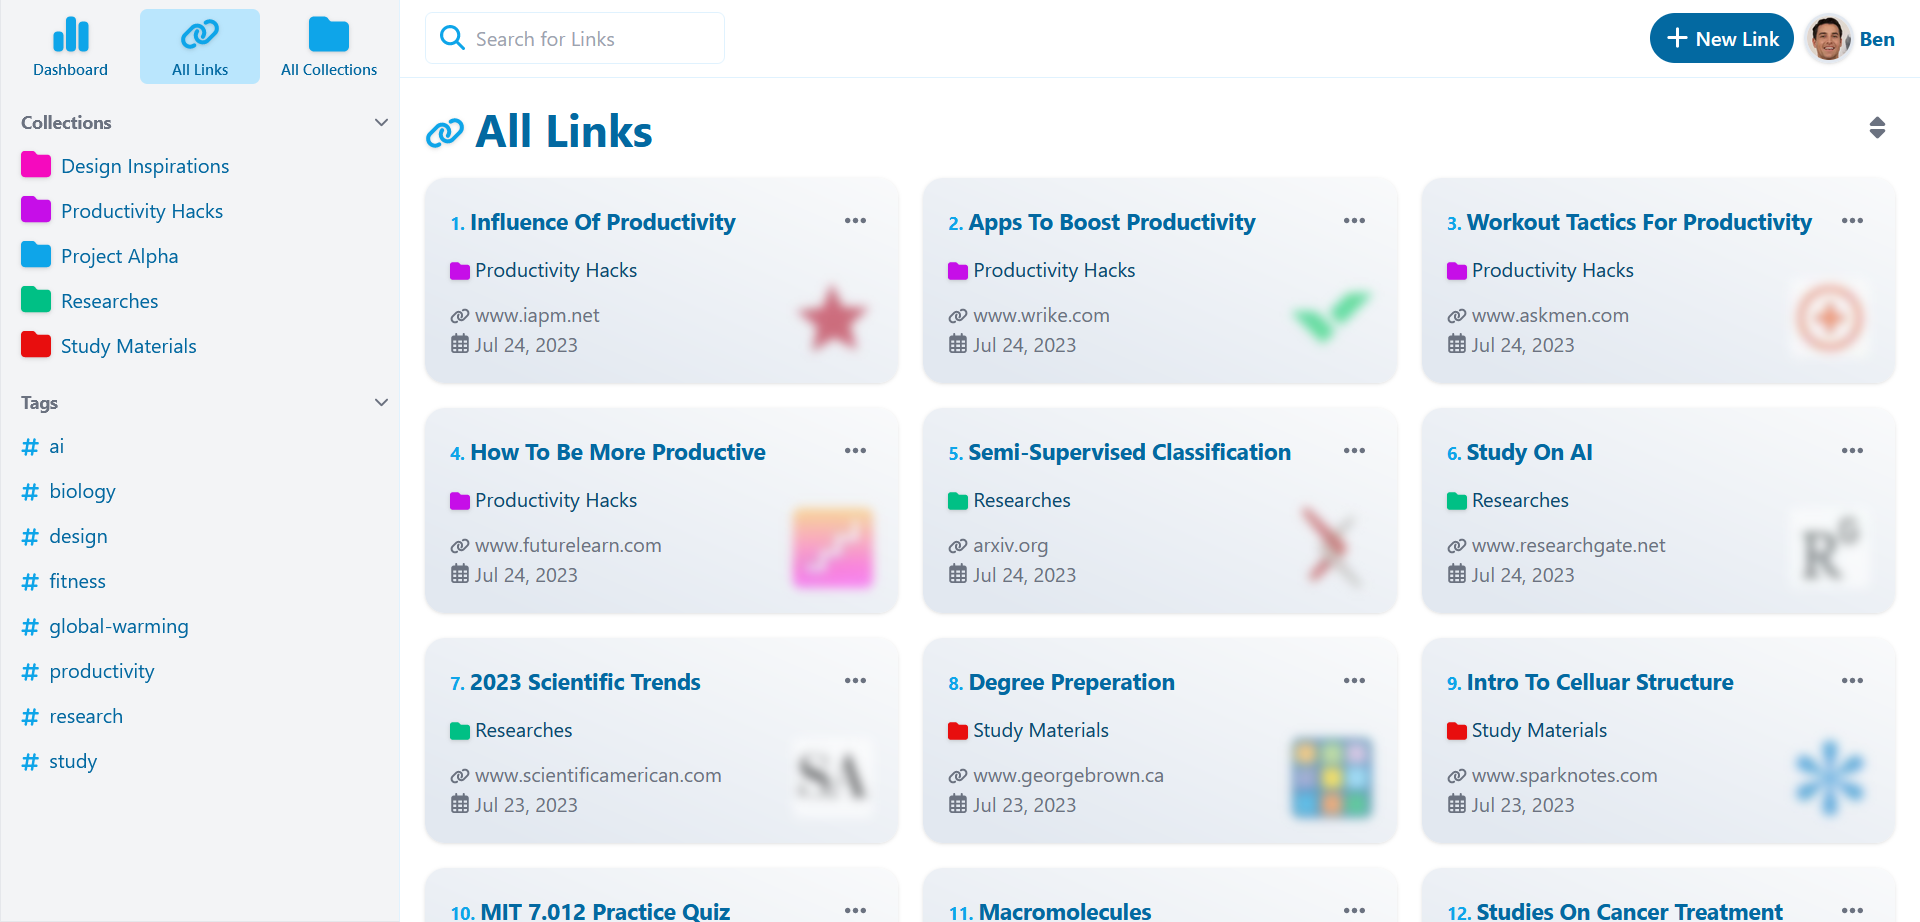 Dashboard
All Links
All Collections
Search for Links
New Link
Ben
Collections
Design Inspirations
Productivity Hacks
Project Alpha
Researches
Study Materials
Tags
# ai
# biology
# design
# fitness
# global-warming
# productivity
# research
# study
All Links
1. Influence Of Productivity
Productivity Hacks
www.iapm.net
Jul 24, 2023
2. Apps To Boost Productivity
Productivity Hacks
www.wrike.com
Jul 24, 2023
3. Workout Tactics For Productivity
Productivity Hacks
www.askmen.com
Jul 24, 2023
4. How To Be More Productive
Productivity Hacks
www.futurelearn.com
Jul 24, 2023
5. Semi-Supervised Classification
Researches
arxiv.org
Jul 24, 2023
6. Study On AI
Researches
www.researchgate.net
Jul 24, 2023
RG
7. 2023 Scientific Trends
Researches
www.scientificamerican.com
Jul 23, 2023
SA
8. Degree Preperation
Study Materials
www.georgebrown.ca
Jul 23, 2023
9. Intro To Celluar Structure
Study Materials
www.sparknotes.com
Jul 23, 2023
10. MIT 7.012 Practice Quiz
11. Macromolecules
12. Studies On Cancer Treatment